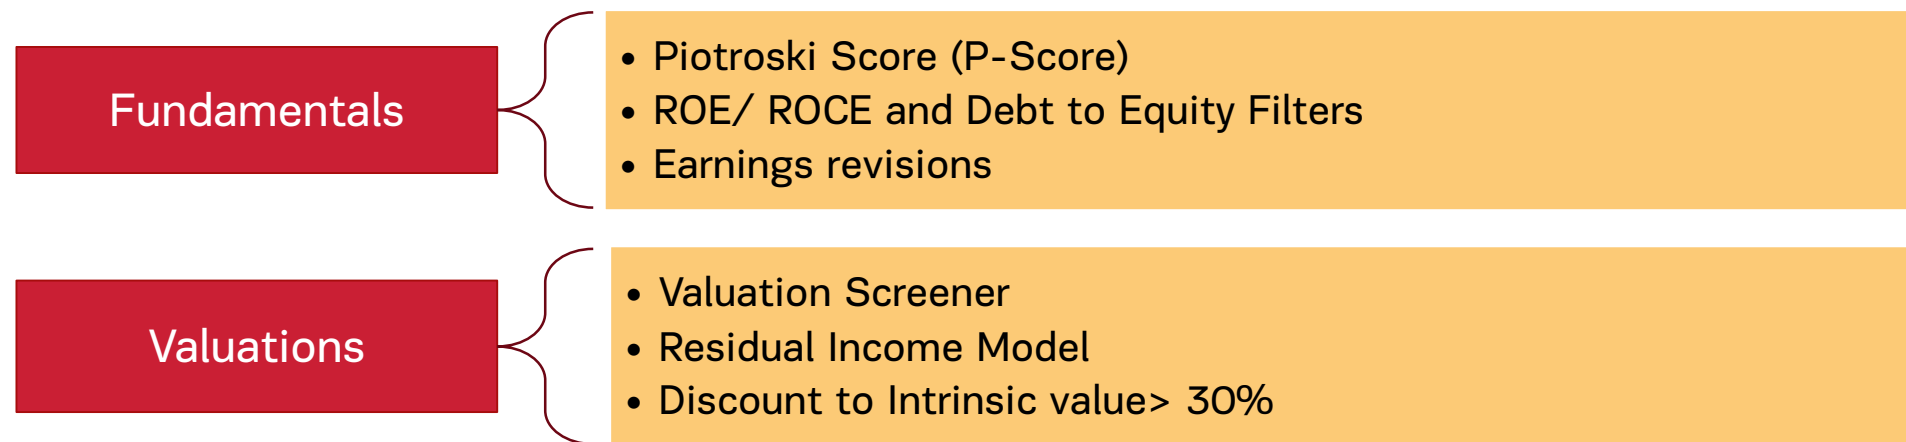 Fundamentals
• Piotroski Score (P-Score)
• ROE/ ROCE and Debt to Equity Filters
• Earnings revisions
Valuations
• Valuation Screener
• Residual Income Model
• Discount to Intrinsic value> 30%